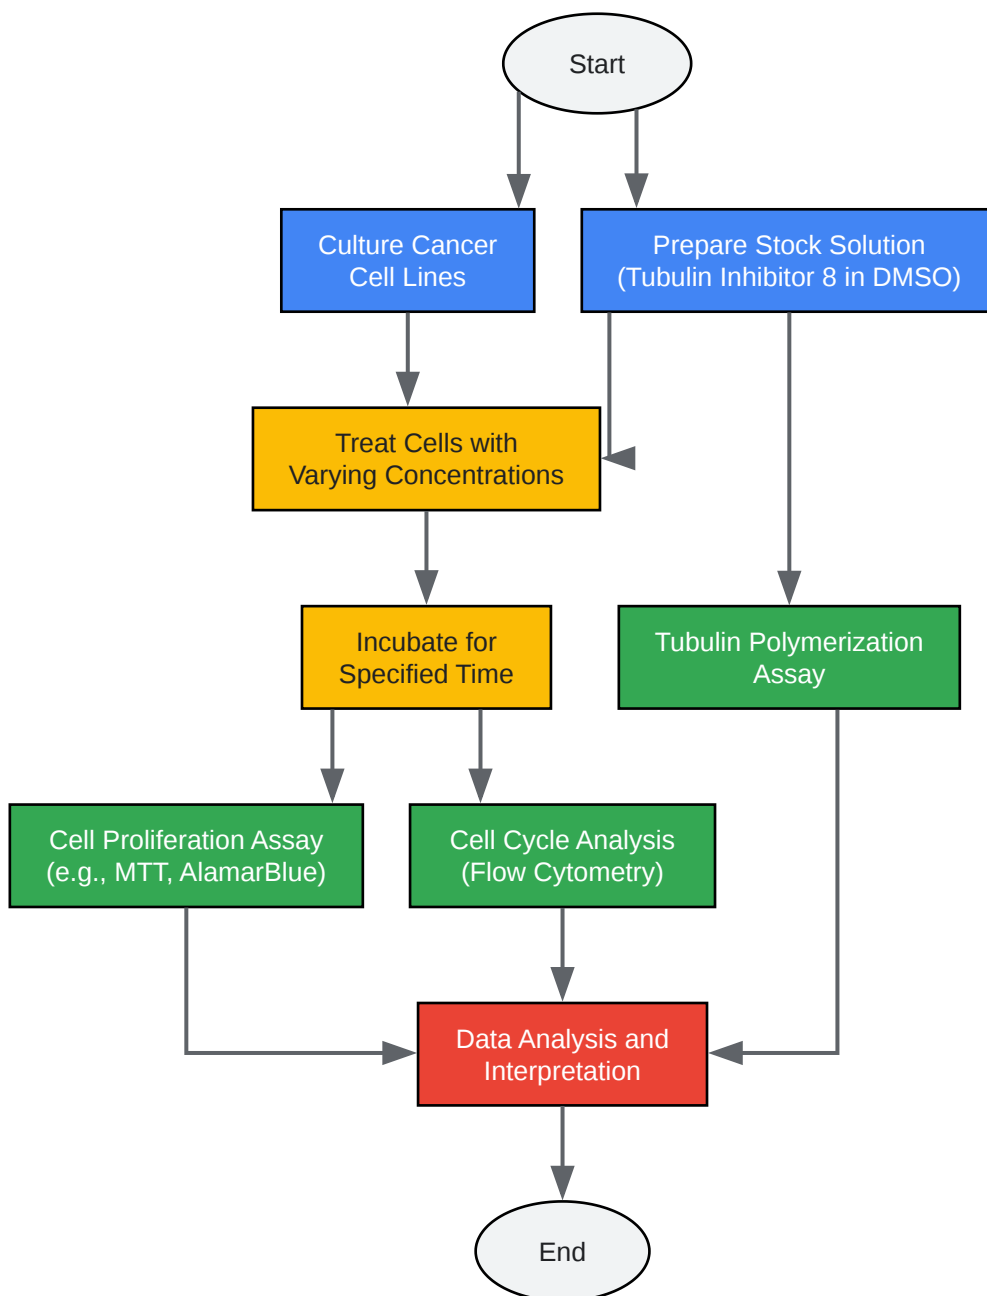 Start
Culture Cancer
Cell Lines
Prepare Stock Solution
(Tubulin Inhibitor 8 in DMSO)
Treat Cells with
Varying Concentrations
Incubate for
Specified Time
Tubulin Polymerization
Assay
Cell Proliferation Assay
(e.g., MTT, AlamarBlue)
Cell Cycle Analysis
(Flow Cytometry)
Data Analysis and
Interpretation
End